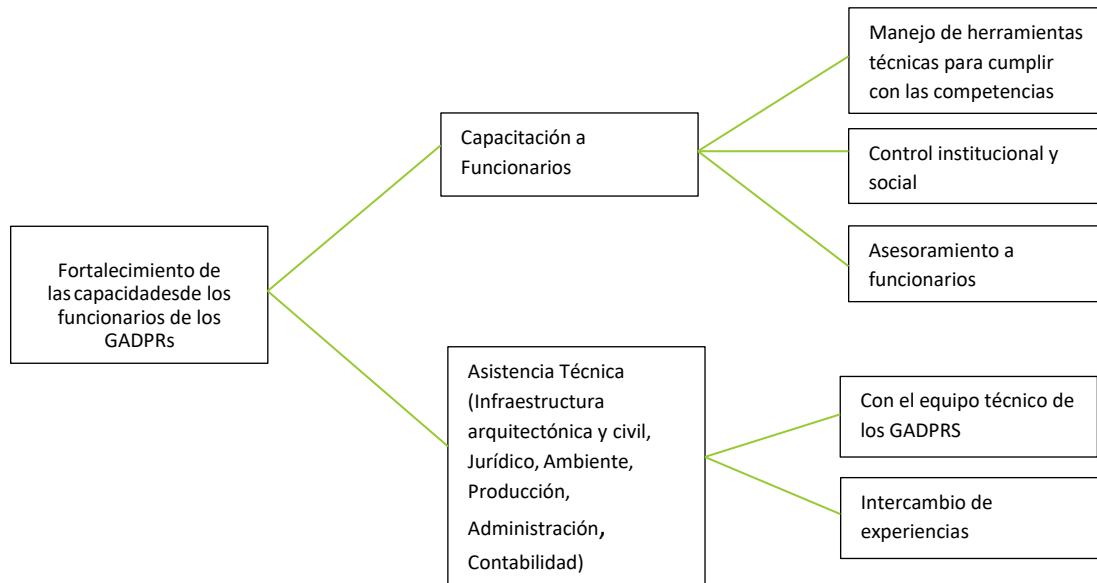 Fortalecimiento de
las capacidadesde los
funcionarios de los
GADPRs
Capacitación a
Funcionarios
Manejo de herramientas
técnicas para cumplir
con las competencias
Control institucional y
social
Asesoramiento a
funcionarios
Asistencia Técnica
(Infraestructura
arquitectónica y civil,
Jurídico, Ambiente,
Producción,
Administración,
Contabilidad)
Con el equipo técnico de
los GADPRS
Intercambio de
experiencias